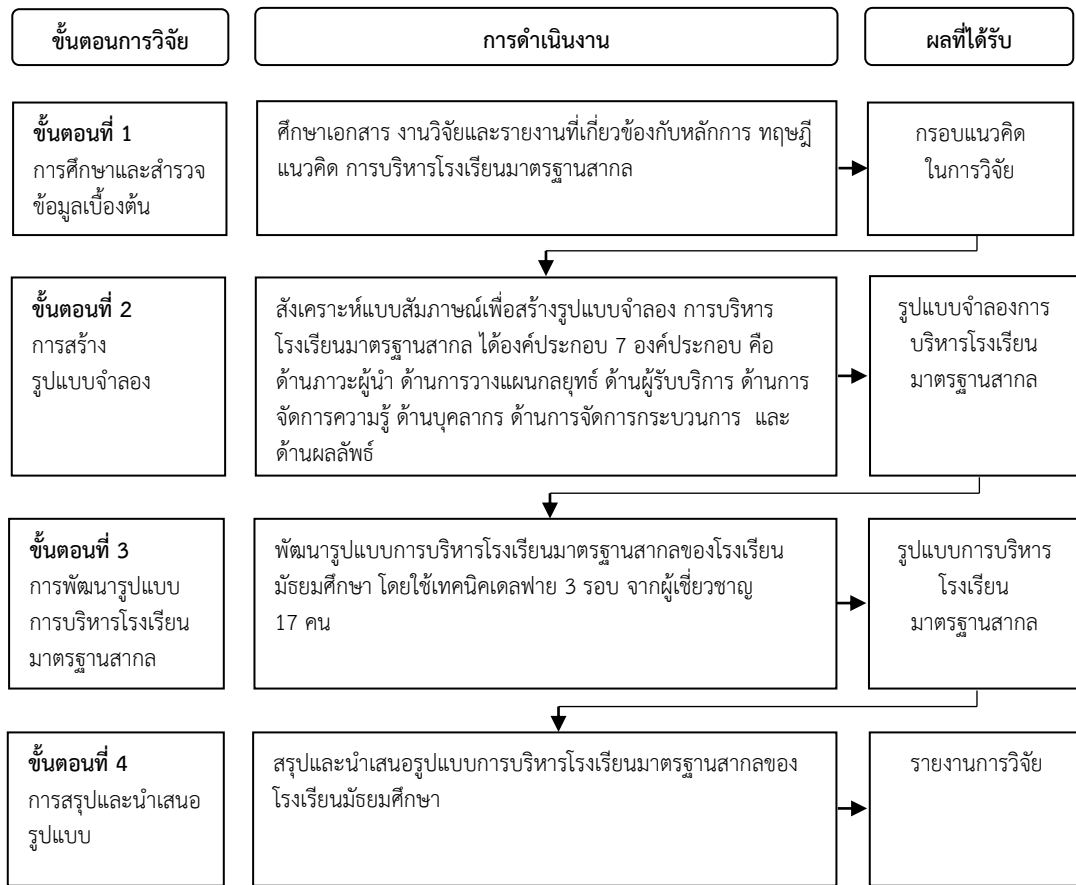 ขั้นตอนการวิจัย
การดำเนินงาน
ผลที่ได้รับ
ขั้นตอนที่ 1
การศึกษาและสำรวจ
ข้อมูลเบื้องต้น
ศึกษาเอกสาร งานวิจัยและรายงานที่เกี่ยวข้องกับหลักการ ทฤษฎี
แนวคิด การบริหารโรงเรียนมาตรฐานสากล
กรอบแนวคิด
ในการวิจัย
ขั้นตอนที่ 2
การสร้าง
รูปแบบจำลอง
สังเคราะห์แบบสัมภาษณ์เพื่อสร้างรูปแบบจำลอง การบริหาร
โรงเรียนมาตรฐานสากล ได้องค์ประกอบ 7 องค์ประกอบ คือ
ด้านภาวะผู้นำ ด้านการวางแผนกลยุทธ์ ด้านผู้รับบริการ ด้านการ
จัดการความรู้ ด้านบุคลากร ด้านการจัดการกระบวนการ และ
ด้านผลลัพธ์
รูปแบบจำลองการ
บริหารโรงเรียน
มาตรฐานสากล
ขั้นตอนที่ 3
การพัฒนารูปแบบ
การบริหารโรงเรียน
มาตรฐานสากล
พัฒนารูปแบบการบริหารโรงเรียนมาตรฐานสากลของโรงเรียน
มัธยมศึกษา โดยใช้เทคนิคเดลฟาย 3 รอบ จากผู้เชี่ยวชาญ
17 คน
รูปแบบการบริหาร
โรงเรียน
มาตรฐานสากล
ขั้นตอนที่ 4
การสรุปและนำเสนอ
รูปแบบ
สรุปและนำเสนอรูปแบบการบริหารโรงเรียนมาตรฐานสากลของ
โรงเรียนมัธยมศึกษา
รายงานการวิจัย